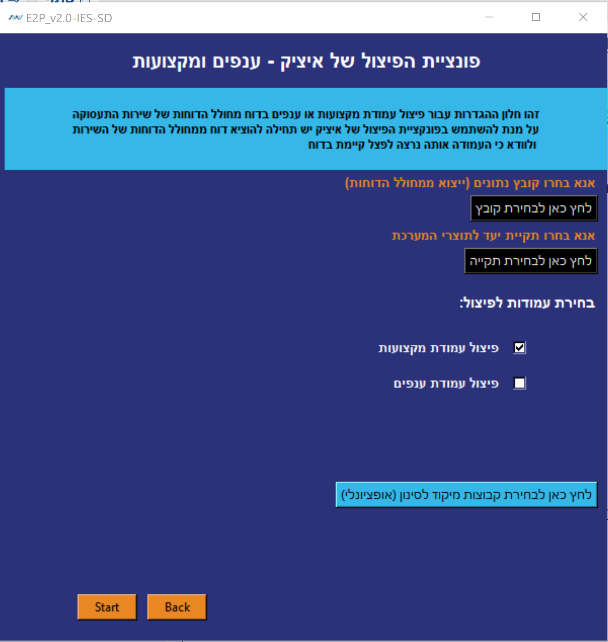 E2P_v2.0-IES-SD
פונציית הפיצול של איציק - ענפים ומקצועות
זהו חלון ההגדרות עבור פיצול עמודת מקצועות או ענפים בדוח מחולל הדוחות של שירות התעסוקה
על מנת להשתמש בפונקציית הפיצול של איציק יש תחילה להוציא דוח ממחולל הדוחות של השירות
ולוודא כי העמודה אותה נרצה לפצל קיימת בדוח
אנא בחרו קובץ נתונים (ייצוא ממחולל הדוחות)
לחץ כאן לבחירת קובץ
אנא בחרו תקיית יעד לתוצרי המערכת
לחץ כאן לבחירת תקייה
בחירת עמודות לפיצול:
פיצול עמודת מקצועות
פיצול עמודת ענפים
לחץ כאן לבחירת קבוצות מיקוד לסינון (אופציונלי)
Start Back